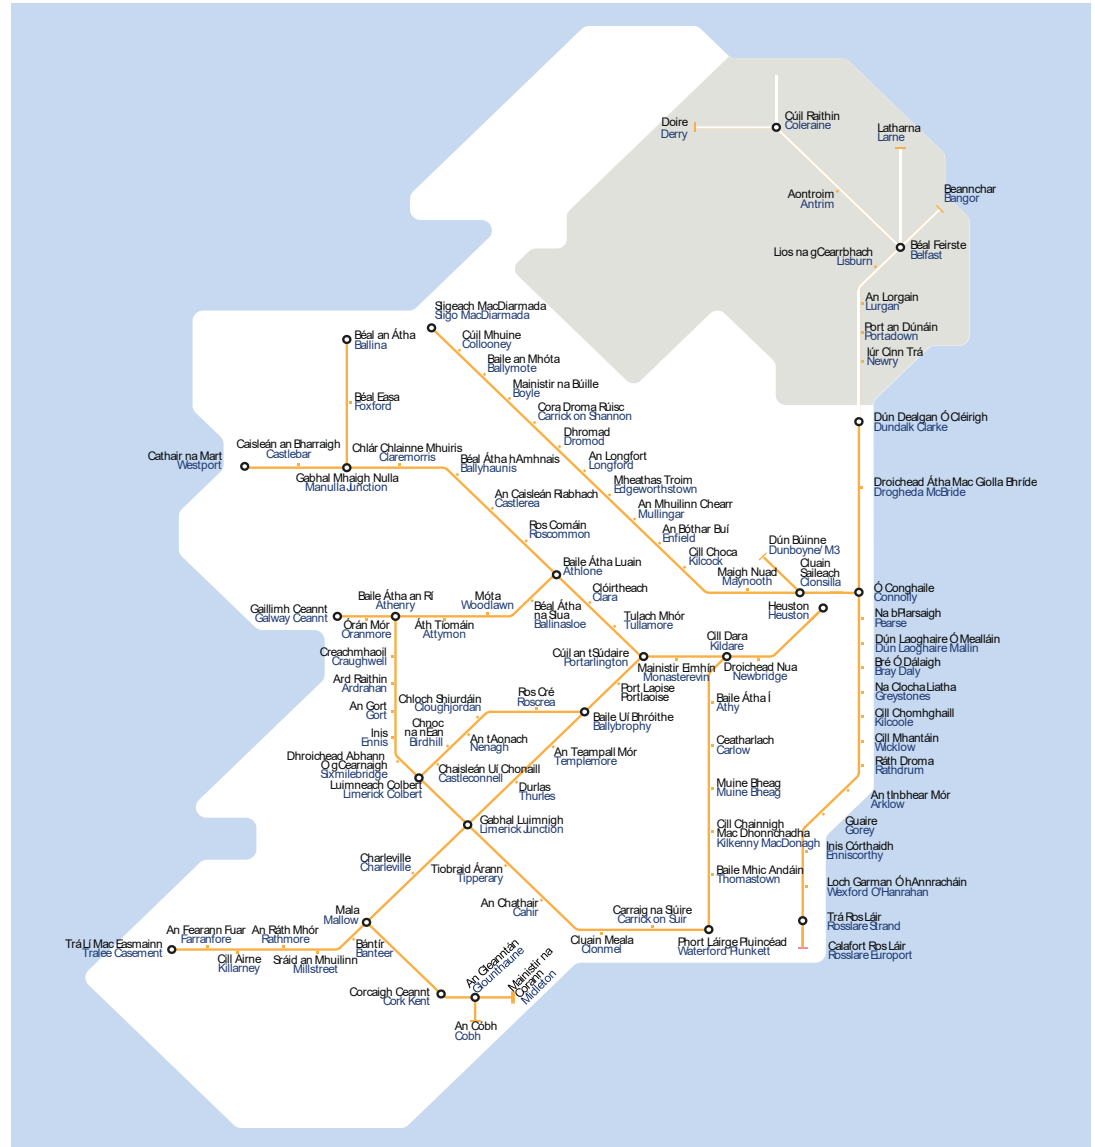 Cúil Raithin
Coleraine
Doire
Derry
Latharna
Larne
Aontroim
Antrim
Beannchar
Bangor
Béal Feirste
Belfast
Lios na gCearrbhach
Lisburn
An Lorgain
Lurgan
Port an Dúnáin
Portadown
Iúr Cinn Trá
Newry
Sligeach MacDiarmada
Sligo MacDiarmada
Béal an Átha
Ballina
Cúil Mhuine
Collooney
Baile an Mhóta
Ballymote
Mainistir na Búille
Boyle
Béal Easa
Foxford
Cora Droma Rúisc
Carrick on Shannon
Dhromad
Dromod
Dún Dealgan Ó Cléirigh
Dundalk Clarke
Caisleán an Bharraigh
Castlebar
Chlár Chlainne Mhuiris
Claremorris
Cathair na Mart
Westport
Béal Átha hAmhnais
Ballyhaunis
An Longfort
Longford
Gabhal Mhaigh Nulla
Manulla Junction
Mheathas Troim
Edgeworthstown
Droichead Átha Mac Giolla Bhríde
Drogheda McBride
An Caisleán Riabhach
Castlerea
An Mhuilinn Chearr
Mullingar
Ros Comáin
Roscommon
An Bóthar Buí
Enfield
Dún Búinne
Dunboyne/ M3
Cill Choca
Kilcock
Baile Átha Luain
Athlone
Cluain
Saileach
Clonsilla
Maigh Nuad
Maynooth
Clóirtheach
Clara
Ó Conghaile
Connolly
Baile Átha an Rí
Athenry
Móta
Woodlawn
Gaillimh Ceannt
Galway Ceannt
Béal Átha
na Slua
Ballinasloe
Heuston
Heuston
Tulach Mhór
Tullamore
Na bPiarsaigh
Pearse
Órán Mór
Oranmore
Áth Tíomáin
Attymon
Cill Dara
Kildare
Dún Laoghaire Ó Mealláin
Dún Laoghaire Mallin
Creachmhaoil
Craughwell
Cúil an tSúdaire
Portarlington
Mainistir Eimhín
Monasterevin
Droichead Nua
Newbridge
Bré Ó Dálaigh
Bray Daly
Ard Raithin
Ardrahan
Port Laoise
Portlaoise
Na Clocha Liatha
Greystones
Ros Cré
Roscrea
Chloch Shiurdáin
Cloughjordan
Baile Átha Í
Athy
An Gort
Gort
Baile Uí Bhróithe
Ballybrophy
Cill Chomhghaill
Kilcoole
Chnoc
na nEan
Birdhill
Inis
Ennis
An tAonach
Nenagh
Ceatharlach
Carlow
Cill Mhantáin
Wicklow
An Teampall Mór
Templemore
Dhroichead Abhann
Ó gCearnaigh
Sixmilebridge
Chaisleán Uí Chonaill
Castleconnell
Ráth Droma
Rathdrum
Luimneach Colbert
Limerick Colbert
Durlas
Thurles
Muine Bheag
Muine Bheag
An tInbhear Mór
Arklow
Gabhal Luimnigh
Limerick Junction
Cill Chainnigh
Mac Dhonnchadha
Kilkenny MacDonagh
Guaire
Gorey
Inis Córthaidh
Enniscorthy
Charleville
Charleville
Tiobraid Árann
Tipperary
Baile Mhic Andáin
Thomastown
Loch Garman Ó hAnnracháin
Wexford O'Hanrahan
An Chathair
Cahir
Mala
Mallow
Carraig na Siúire
Carrick on Suir
Trá Ros Láir
Rosslare Strand
An Fearann Fuar
Farranfore
An Ráth Mhór
Rathmore
Trá Lí Mac Easmainn
Tralee Casement
Cluain Meala
Clonmel
Phort Láirge Pluincéad
Waterford Plunkett
Calafort Ros Láir
Rosslare Europort
Cill Airne
Killarney
Sráid an Mhuilinn
Millstreet
Bántír
Banteer
An Gleanntán
Glounthaune
Mainistir na
Corann
Midleton
Corcaigh Ceannt
Cork Kent
An Cobh
Cobh